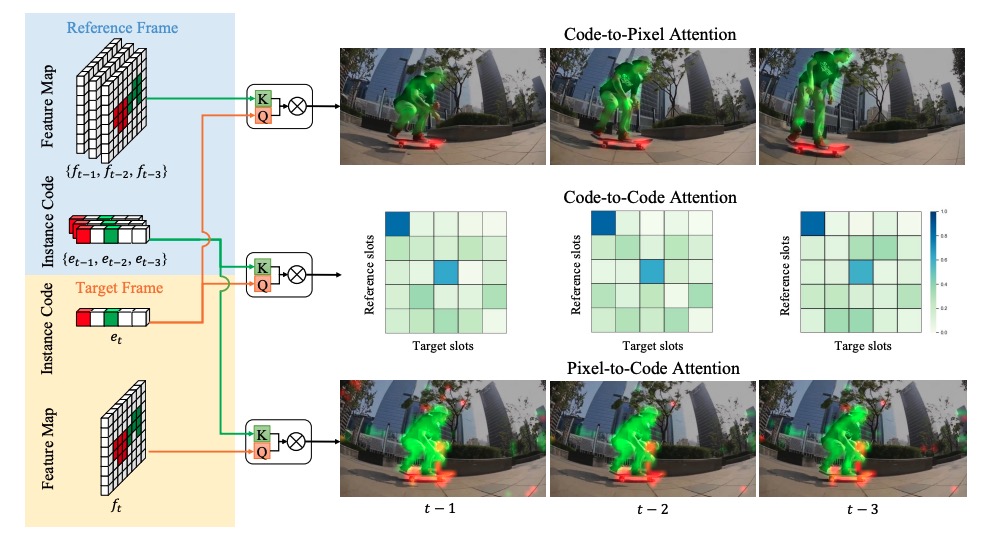 Reference Frame
Feature Map
{f_{t-1}, f_{t-2}, f_{t-3}}
Instance Code
{e_{t-1}, e_{t-2}, e_{t-3}}
Target Frame
Instance Code
e_t
Feature Map
f_t
K
Q
K
Q
K
Q
Code-to-Pixel Attention
Code-to-Code Attention
Reference slots
Target slots
Reference slots
Target slots
Reference slots
Targe slots
1.0
0.8
0.6
0.4
0.2
0.0
Pixel-to-Code Attention
t − 1
t − 2
t − 3